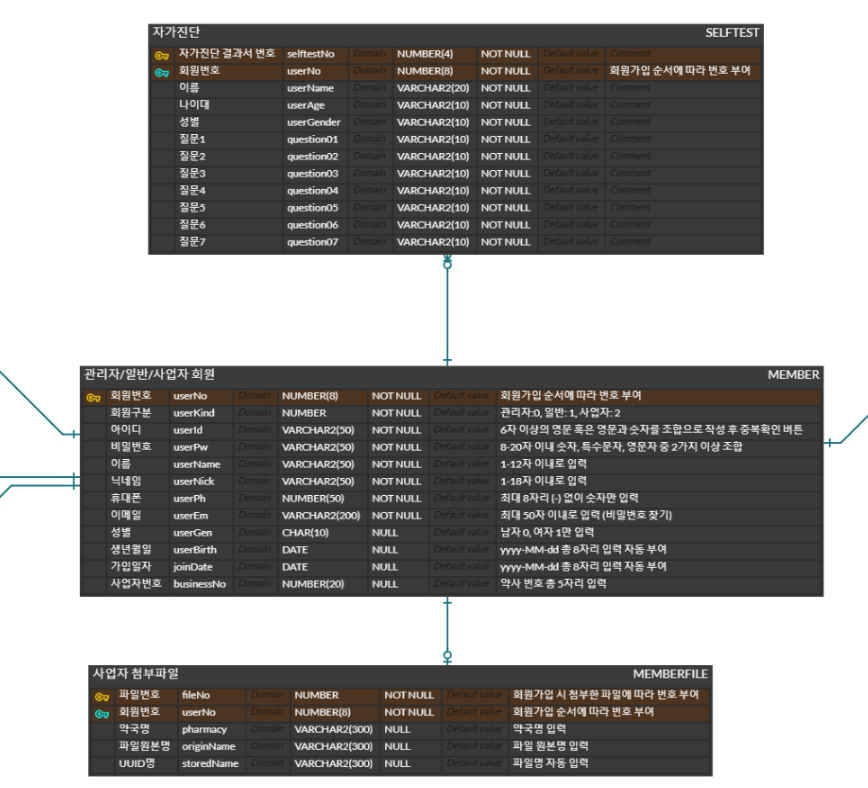 자가진단 SELFTEST
자가진단 결과서 번호 selftestNo Domain NUMBER(4) NOT NULL Default value Comment
회원번호 userNo Domain NUMBER(8) NOT NULL Default value 회원가입 순서에 따라 번호 부여
이름 userName Domain VARCHAR2(20) NOT NULL Default value Comment
나이대 userAge Domain VARCHAR2(10) NOT NULL Default value Comment
성별 userGender Domain VARCHAR2(10) NOT NULL Default value Comment
질문1 question01 Domain VARCHAR2(10) NOT NULL Default value Comment
질문2 question02 Domain VARCHAR2(10) NOT NULL Default value Comment
질문3 question03 Domain VARCHAR2(10) NOT NULL Default value Comment
질문4 question04 Domain VARCHAR2(10) NOT NULL Default value Comment
질문5 question05 Domain VARCHAR2(10) NOT NULL Default value Comment
질문6 question06 Domain VARCHAR2(10) NOT NULL Default value Comment
질문7 question07 Domain VARCHAR2(10) NOT NULL Default value Comment
관리자/일반/사업자 회원 MEMBER
회원번호 userNo Domain NUMBER(8) NOT NULL Default value 회원가입 순서에 따라 번호 부여
회원구분 userKind Domain NUMBER NOT NULL Default value 관리자:0, 일반: 1, 사업자: 2
아이디 userId Domain VARCHAR2(50) NOT NULL Default value 6자 이상의 영문 혹은 영문과 숫자를 조합으로 작성 후 중복확인 버튼
비밀번호 userPw Domain VARCHAR2(50) NOT NULL Default value 8-20자 이내 숫자, 특수문자, 영문자 중 2가지 이상 조합
이름 userName Domain VARCHAR2(50) NOT NULL Default value 1-12자 이내로 입력
닉네임 userNick Domain VARCHAR2(50) NOT NULL Default value 1-18자 이내로 입력
휴대폰 userPh Domain NUMBER(50) NOT NULL Default value 최대 8자리 (-) 없이 숫자만 입력
이메일 userEm Domain VARCHAR2(200) NOT NULL Default value 최대 50자 이내로 입력 (비밀번호 찾기)
성별 userGen Domain CHAR(10) NULL Default value 남자 0, 여자 1만 입력
생년월일 userBirth Domain DATE NULL Default value yyyy-MM-dd 총 8자리 입력 자동 부여
가입일자 joinDate Domain DATE NULL Default value yyyy-MM-dd 총 8자리 입력 자동 부여
사업자번호 businessNo Domain NUMBER(20) NULL Default value 약사 번호 총 5자리 입력
사업자 첨부파일 MEMBERFILE
파일번호 fileNo Domain NUMBER NOT NULL Default value 회원가입 시 첨부한 파일에 따라 번호 부여
회원번호 userNo Domain NUMBER(8) NOT NULL Default value 회원가입 순서에 따라 번호 부여
약국명 pharmacy Domain VARCHAR2(300) NULL Default value 약국명 입력
파일원본명 originName Domain VARCHAR2(300) NULL Default value 파일 원본명 입력
UUID명 storedName Domain VARCHAR2(300) NULL Default value 파일명 자동 입력